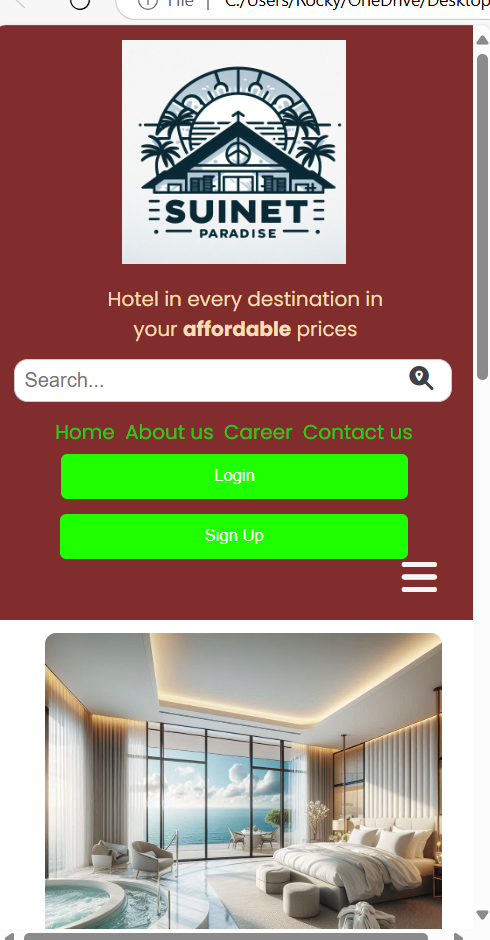 File | C:/Users/Rocky/OneDrive/Desktop
SUINET
PARADISE
Hotel in every destination in
your affordable prices
Search...
Home About us Career Contact us
Login
Sign Up